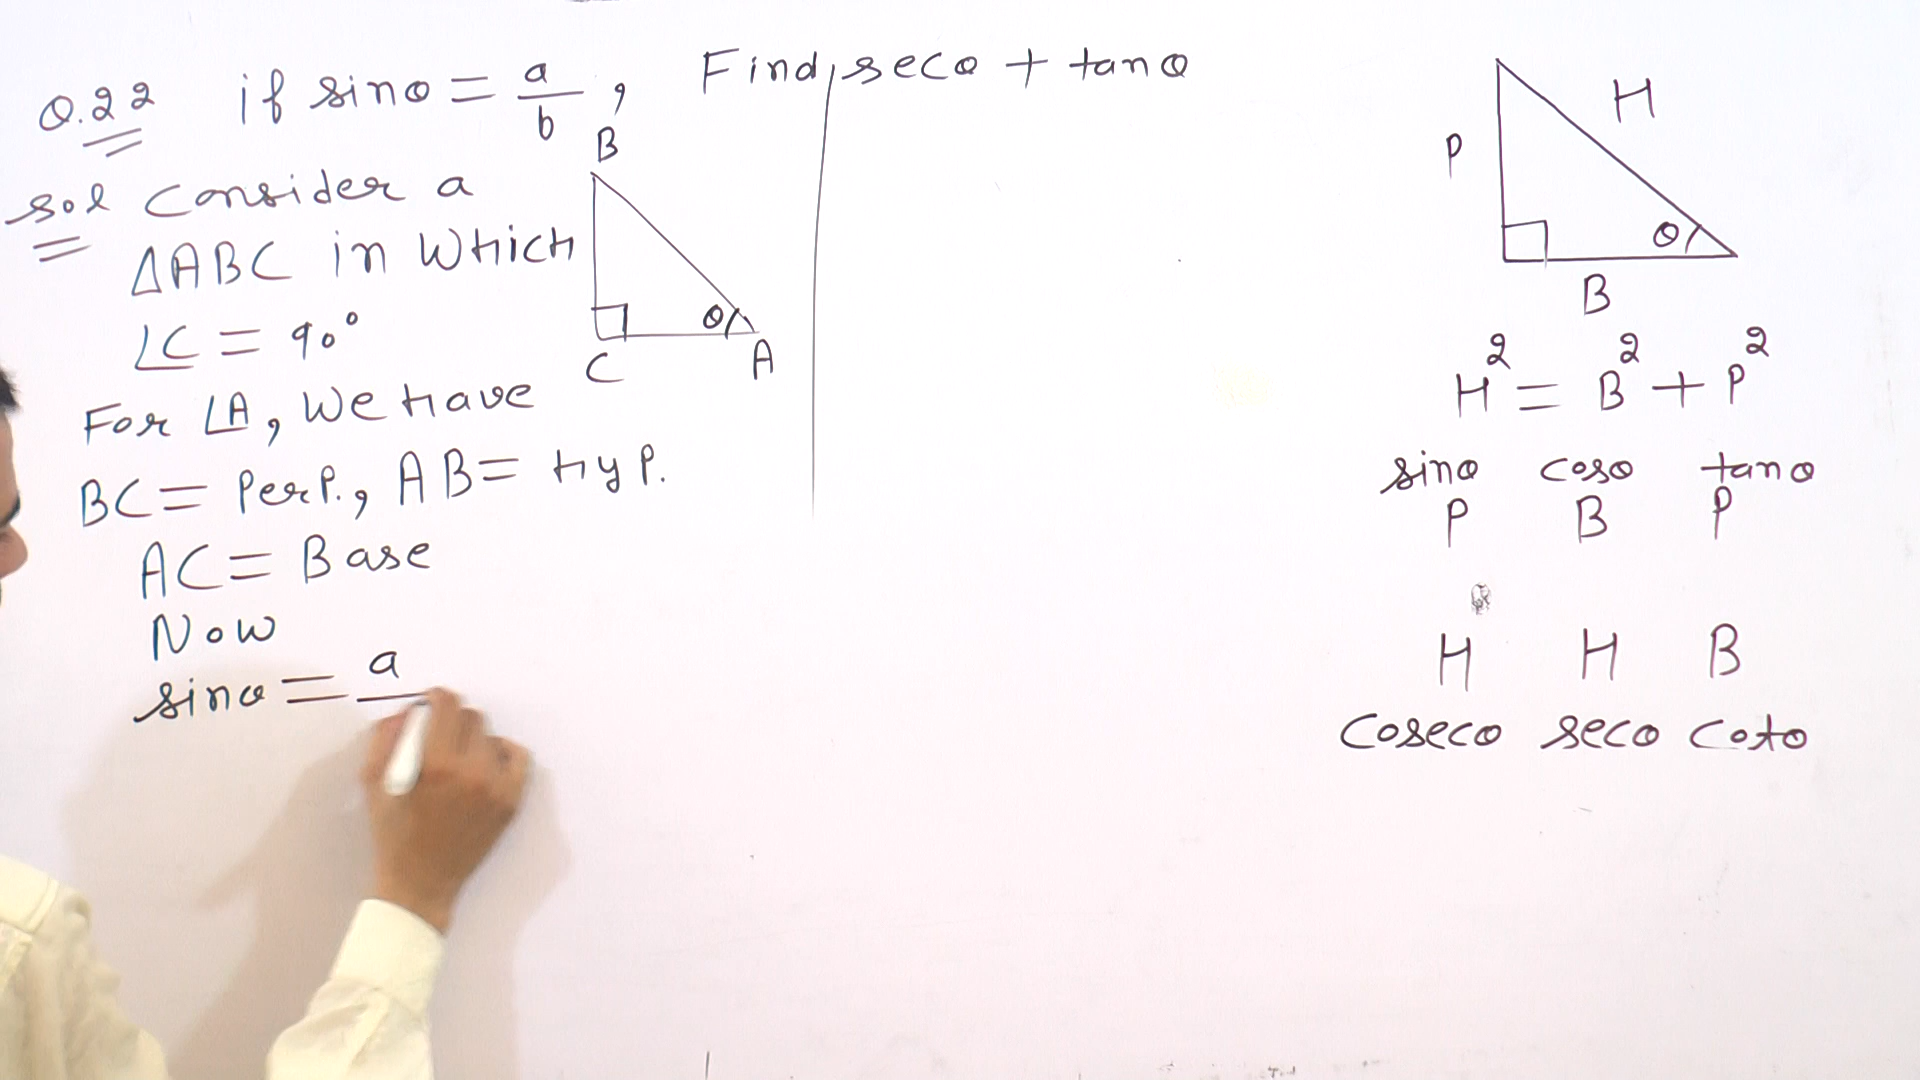 Q.22 if sinθ = a/b, Find, secθ + tanθ
sol Consider a
ΔABC in Which
∠C = 90°
For ∠A, We have
BC = Perp., AB = Hyp.
AC = Base
Now
sinθ = a
B
C
A
θ
P
H
θ
B
H² = B² + P²
sinθ cosθ tanθ
P B P
H H B
Cosecθ secθ Cotθ